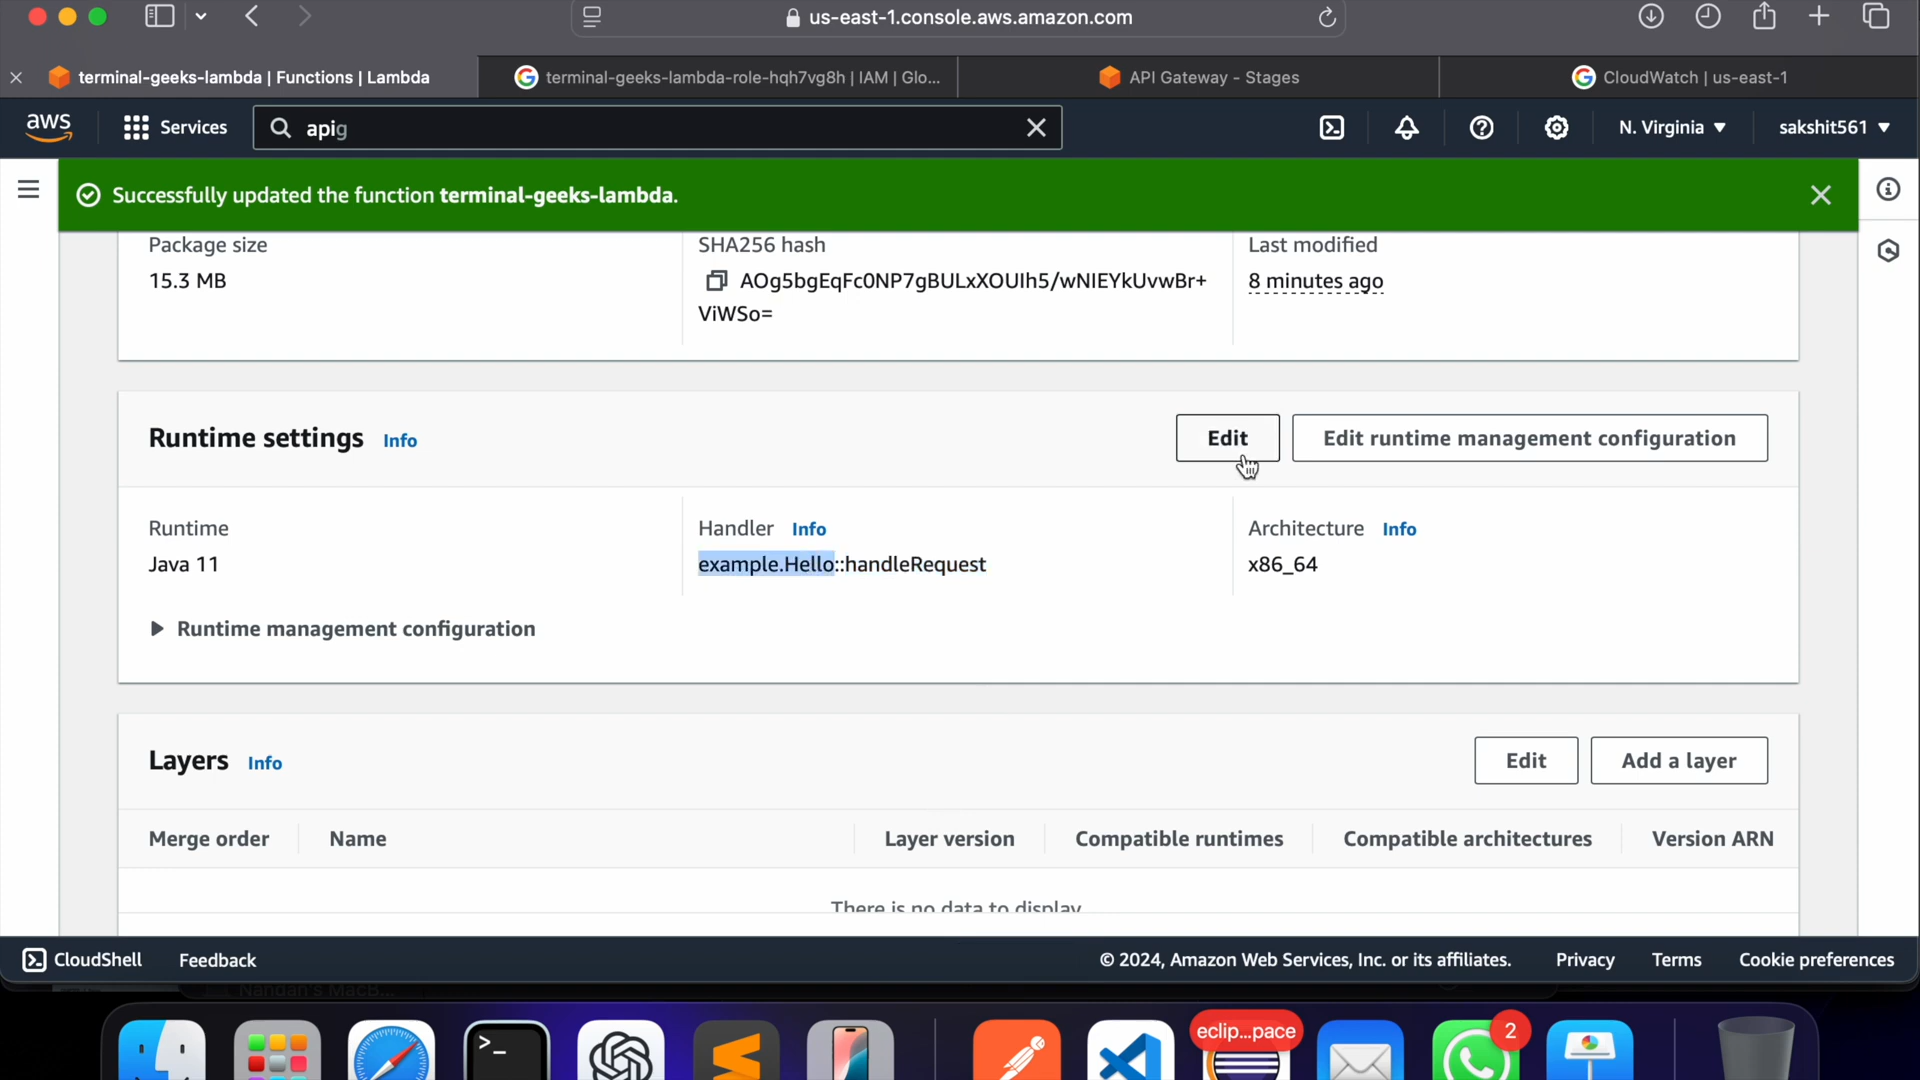 us-east-1.console.aws.amazon.com
terminal-geeks-lambda | Functions | Lambda
terminal-geeks-lambda-role-hqh7vg8h | IAM | Glo...
API Gateway - Stages
CloudWatch | us-east-1
aws
Services
apig
N. Virginia
sakshit561
Successfully updated the function terminal-geeks-lambda.
Package size
SHA256 hash
Last modified
15.3 MB
AOg5bgEqFc0NP7gBULxXOUIh5/wNIEYkUvwBr+
8 minutes ago
ViWSo=
Runtime settings Info
Edit
Edit runtime management configuration
Runtime
Handler Info
Architecture Info
Java 11
example.Hello::handleRequest
x86_64
Runtime management configuration
Layers Info
Edit
Add a layer
Merge order
Name
Layer version
Compatible runtimes
Compatible architectures
Version ARN
There is no data to display
CloudShell
Feedback
© 2024, Amazon Web Services, Inc. or its affiliates.
Privacy
Terms
Cookie preferences
Nandan's MacB...
eclip...pace
2